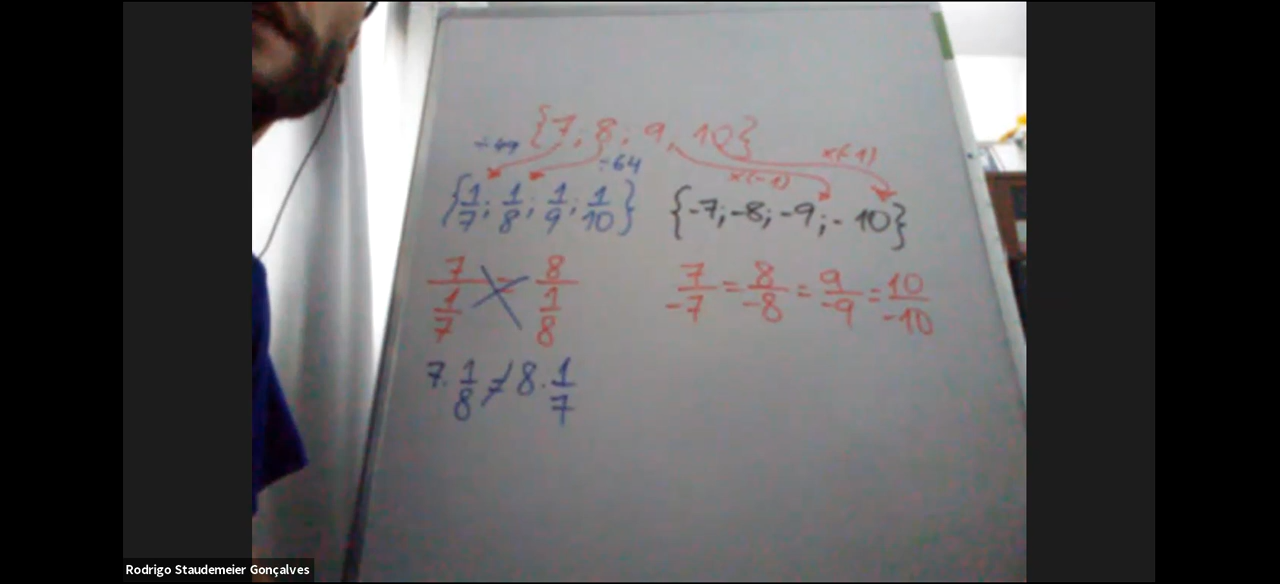 {7; 8; 9; 10}
÷49 ÷64 x(-1) x(-1)
{1/7; 1/8; 1/9; 1/10} {-7; -8; -9; -10}
7/(1/7) = 8/(1/8) 7/-7 = 8/-8 = 9/-9 = 10/-10
7 · 1/8 ≠ 8 · 1/7
Rodrigo Staudemeier Gonçalves